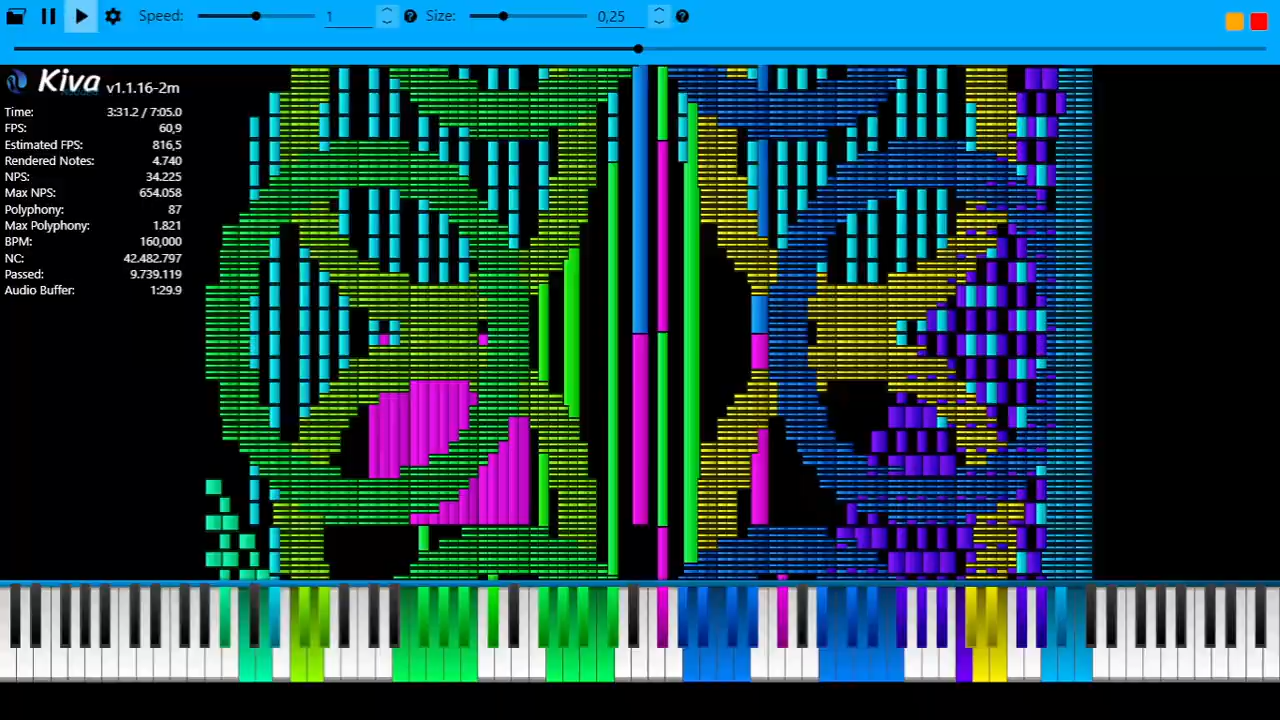 Speed: 1 ? Size: 0,25 ?
Kiva v1.1.16-2m
Time: 3:31.2 / 7:05.0
FPS: 60,9
Estimated FPS: 816,5
Rendered Notes: 4.740
NPS: 34.225
Max NPS: 654.058
Polyphony: 87
Max Polyphony: 1.821
BPM: 160,000
NC: 42.482.797
Passed: 9.739.119
Audio Buffer: 1:29.9